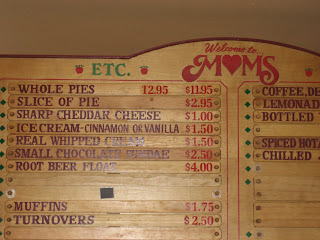 Welcome to
MOMS
ETC.
WHOLE PIES 12.95 $11.95
SLICE OF PIE $2.95
SHARP CHEDDAR CHEESE $1.00
ICE CREAM-CINNAMON OR VANILLA $1.50
REAL WHIPPED CREAM $1.50
SMALL CHOCOLATE SUNDAE $2.50
ROOT BEER FLOAT $4.00
MUFFINS $1.75
TURNOVERS $2.50
COFFEE, DE
LEMONAD
BOTTLED
SPICED HOT
CHILLED